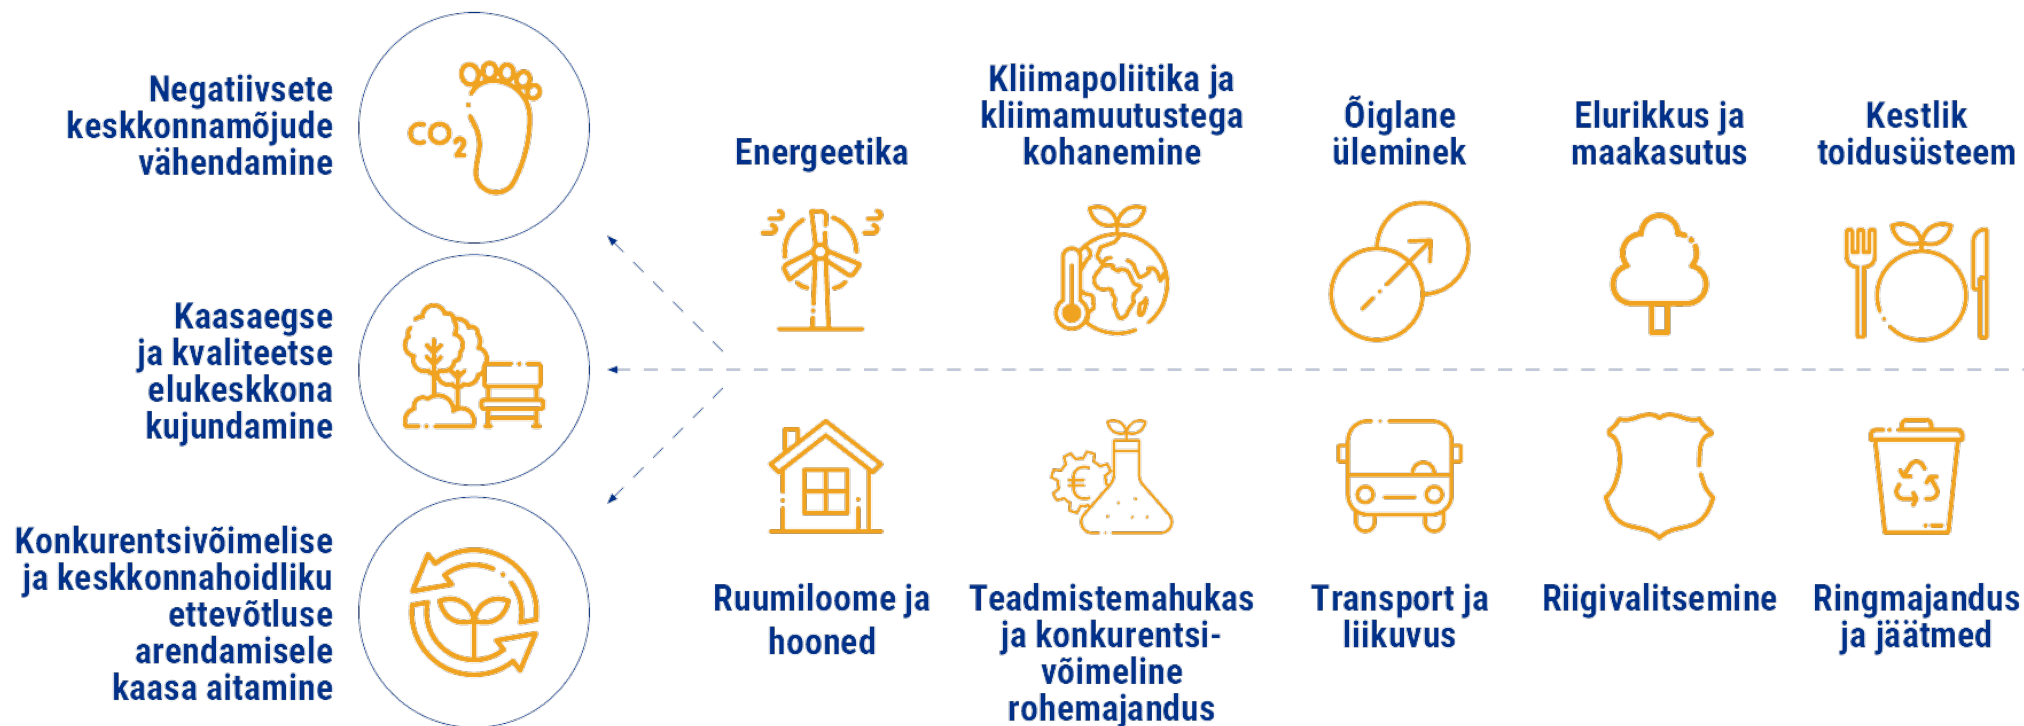 Negatiivsete
keskkonnamõjude
vähendamine
CO2
Kaasaegse
ja kvaliteetse
elukeskkona
kujundamine
Konkurentsivõimelise
ja keskkonnahoidliku
ettevõtluse
arendamisele
kaasa aitamine
Energeetika
Kliimapoliitika ja
kliimamuutustega
kohanemine
Õiglane
üleminek
Elurikkus ja
maakasutus
Kestlik
toidusüsteem
€
Ruumiloome ja
hooned
Teadmistemahukas
ja konkurentsi-
võimeline
rohemajandus
Transport ja
liikuvus
Riigivalitsemine
Ringmajandus
ja jäätmed